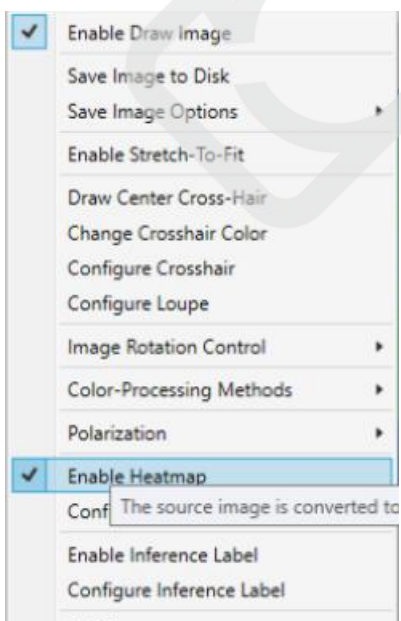 Enable Draw Image
Save Image to Disk
Save Image Options
Enable Stretch-To-Fit
Draw Center Cross-Hair
Change Crosshair Color
Configure Crosshair
Configure Loupe
Image Rotation Control
Color-Processing Methods
Polarization
Enable Heatmap
Conf
The source image is converted to
Enable Inference Label
Configure Inference Label